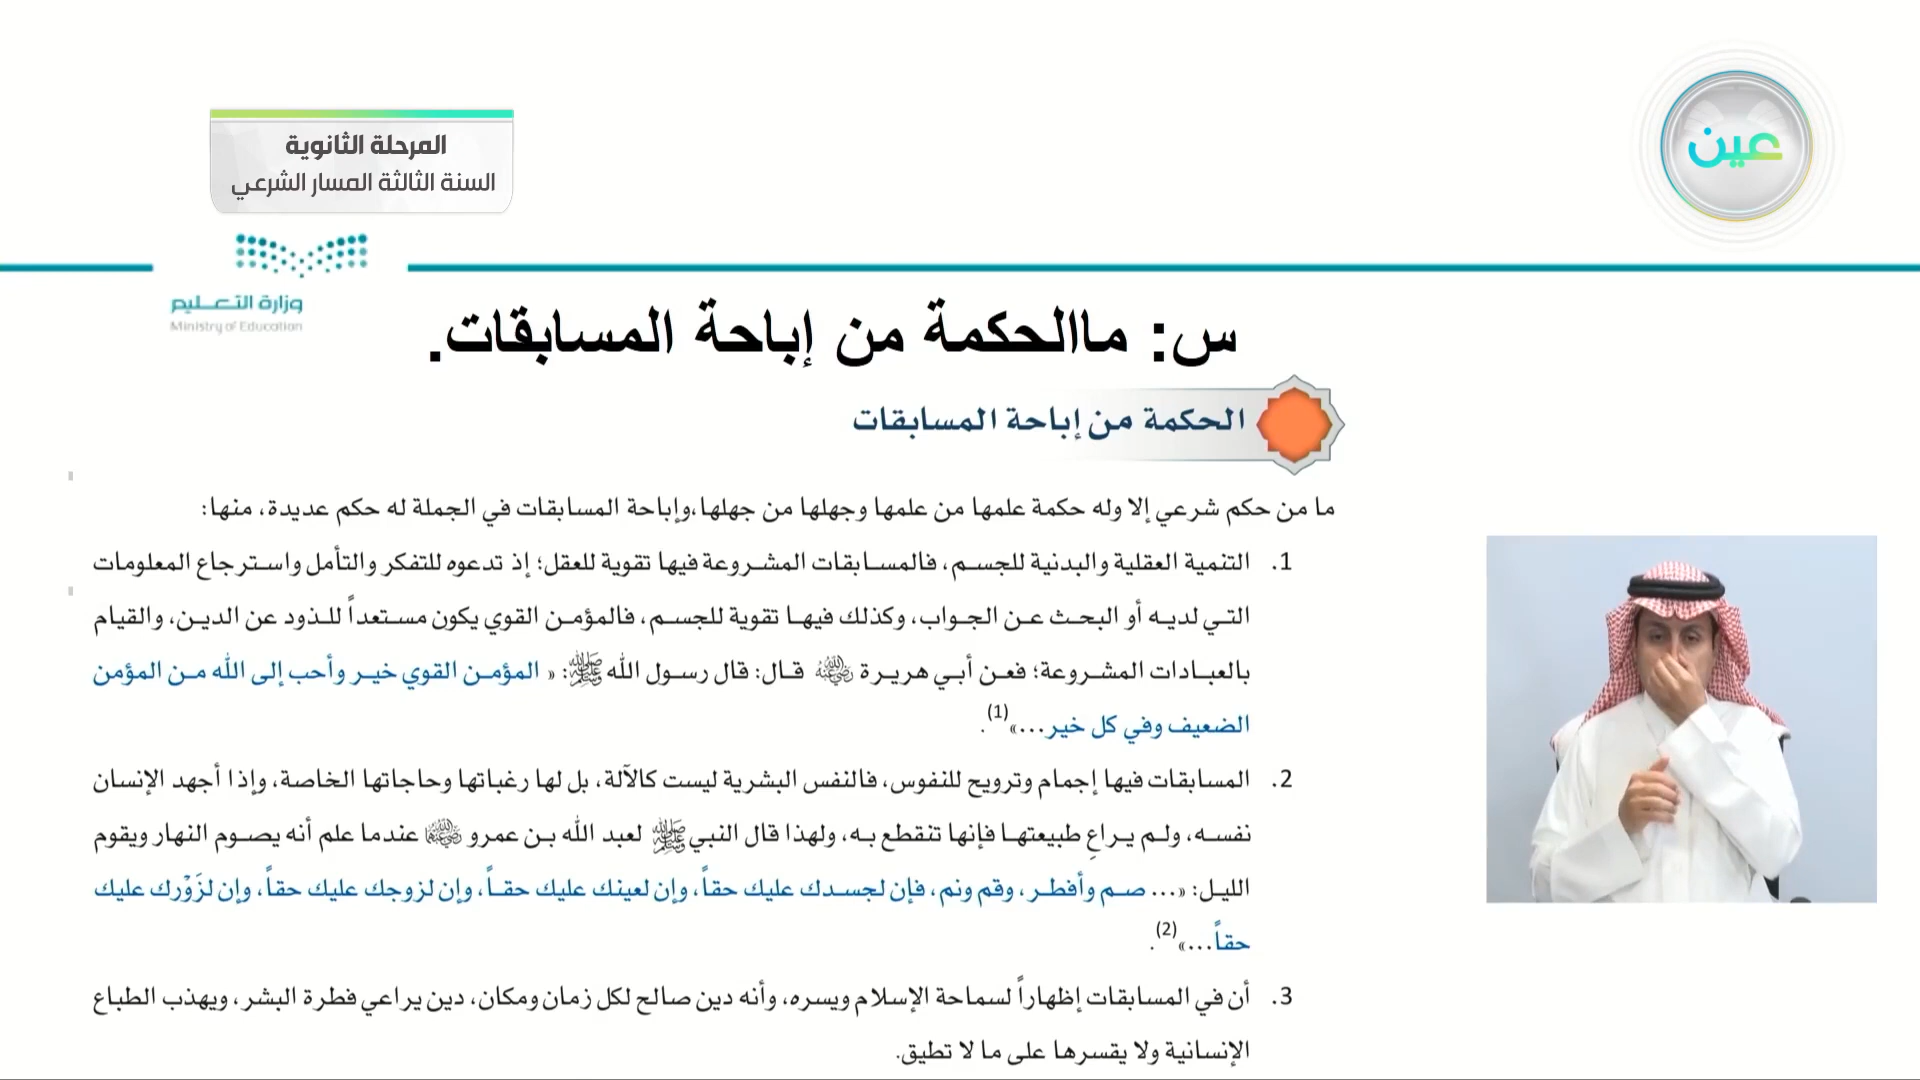 عين
المرحلة الثانوية
السنة الثالثة المسار الشرعي
وزارة التعـليم
Ministry of Education
س: ماالحكمة من إباحة المسابقات.
الحكمة من إباحة المسابقات
ما من حكم شرعي إلا وله حكمة علمها من علمها وجهلها من جهلها،وإباحة المسابقات في الجملة له حكم عديدة، منها:
1. التنمية العقلية والبدنية للجسم، فالمسابقات المشروعة فيها تقوية للعقل؛ إذ تدعوه للتفكر والتأمل واسترجاع المعلومات
التي لديه أو البحث عن الجواب، وكذلك فيها تقوية للجسم، فالمؤمن القوي يكون مستعداً للذود عن الدين، والقيام
بالعبادات المشروعة؛ فعن أبي هريرة رضي الله عنه قال: قال رسول الله ﷺ: « المؤمن القوي خير وأحب إلى الله من المؤمن
الضعيف وفي كل خير...»(1).
2. المسابقات فيها إجمام وترويح للنفوس، فالنفس البشرية ليست كالآلة، بل لها رغباتها وحاجاتها الخاصة، وإذا أجهد الإنسان
نفسه، ولم يراعِ طبيعتها فإنها تنقطع به، ولهذا قال النبي ﷺ لعبد الله بن عمرو رضي الله عنهما عندما علم أنه يصوم النهار ويقوم
الليل: «... صم وأفطر، وقم ونم، فإن لجسدك عليك حقاً، وإن لعينك عليك حقاً، وإن لزوجك عليك حقاً، وإن لزَوْرك عليك
حقاً...»(2).
3. أن في المسابقات إظهاراً لسماحة الإسلام ويسره، وأنه دين صالح لكل زمان ومكان، دين يراعي فطرة البشر، ويهذب الطباع
الإنسانية ولا يقسرها على ما لا تطيق.